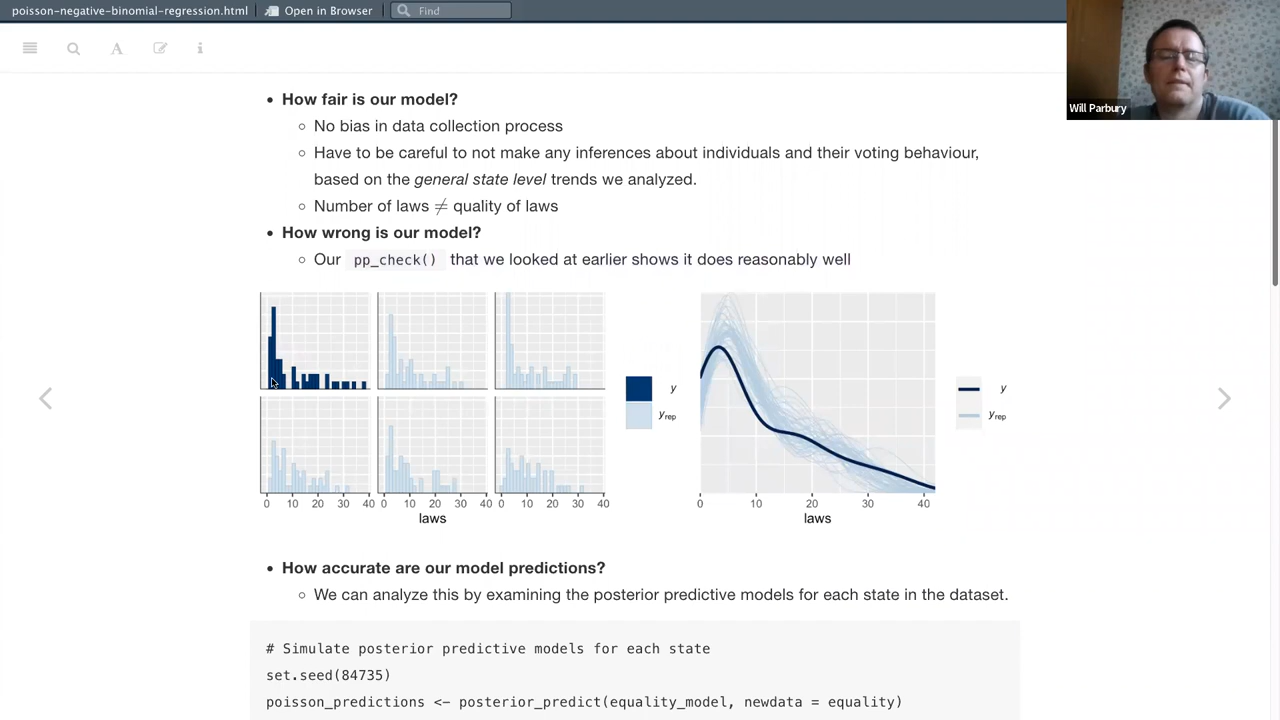 poisson-negative-binomial-regression.html Open in Browser Find
Will Parbury
• How fair is our model?
○ No bias in data collection process
○ Have to be careful to not make any inferences about individuals and their voting behaviour,
based on the general state level trends we analyzed.
○ Number of laws ≠ quality of laws
• How wrong is our model?
○ Our pp_check() that we looked at earlier shows it does reasonably well
y
yrep
y
yrep
0 10 20 30 40 0 10 20 30 40 0 10 20 30 40
laws
0 10 20 30 40
laws
• How accurate are our model predictions?
○ We can analyze this by examining the posterior predictive models for each state in the dataset.
# Simulate posterior predictive models for each state
set.seed(84735)
poisson_predictions <- posterior_predict(equality_model, newdata = equality)